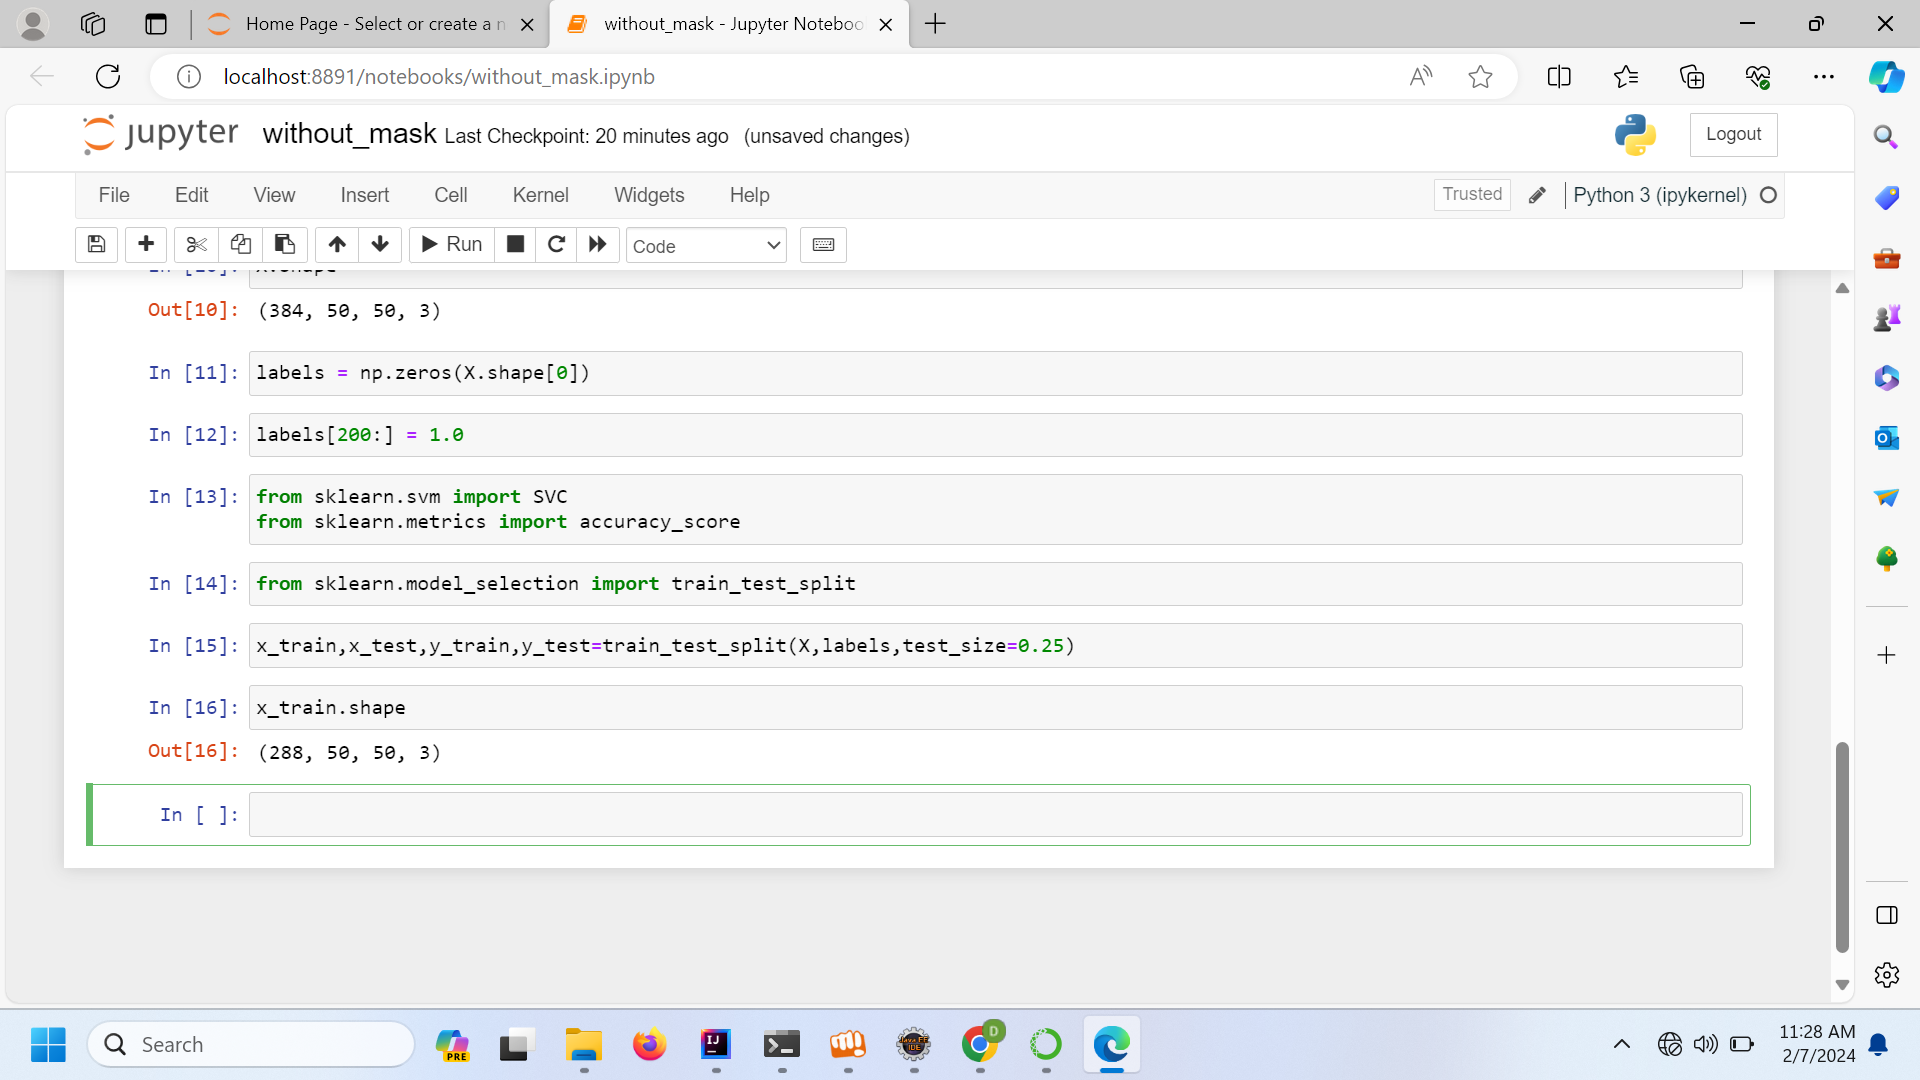 Home Page - Select or create a n
without_mask - Jupyter Noteboo
localhost:8891/notebooks/without_mask.ipynb
jupyter without_mask Last Checkpoint: 20 minutes ago (unsaved changes)
Logout
File Edit View Insert Cell Kernel Widgets Help
Trusted
Python 3 (ipykernel)
Run
Code
Out[10]: (384, 50, 50, 3)
In [11]: labels = np.zeros(X.shape[0])
In [12]: labels[200:] = 1.0
In [13]: from sklearn.svm import SVC
from sklearn.metrics import accuracy_score
In [14]: from sklearn.model_selection import train_test_split
In [15]: x_train,x_test,y_train,y_test=train_test_split(X,labels,test_size=0.25)
In [16]: x_train.shape
Out[16]: (288, 50, 50, 3)
In [ ]:
Search
PRE
IJ
D
11:28 AM
2/7/2024